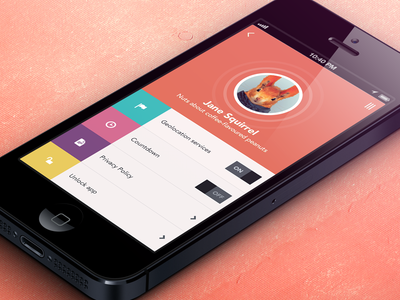 10:40 PM
Jane Squirrel
Nuts about coffee-flavoured peanuts
Geolocation services
ON
Countdown
OFF
Privacy Policy
Unlock app